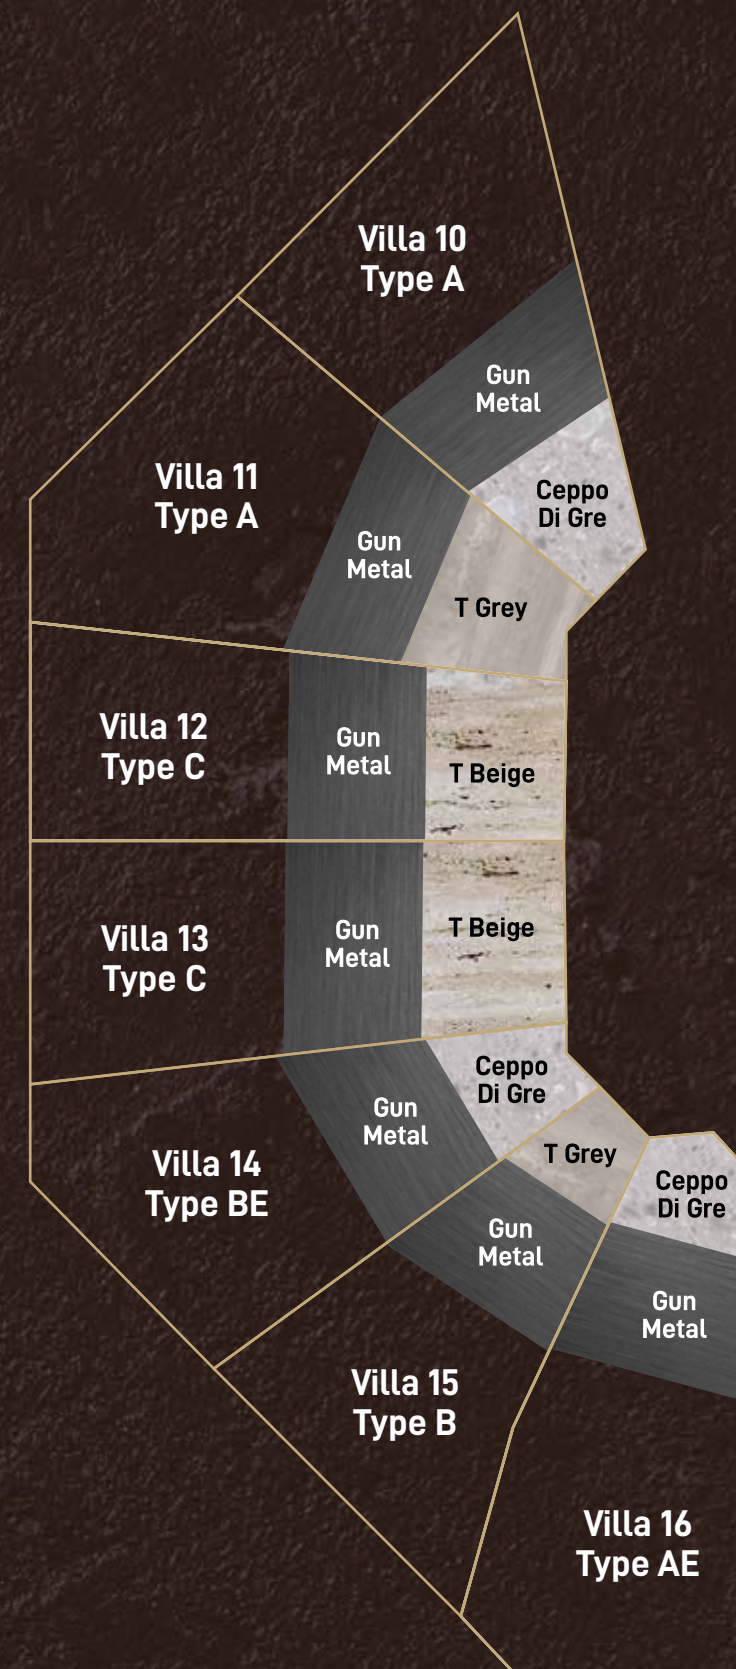 Villa 10
Type A
Gun
Metal
Ceppo
Di Gre
Villa 11
Type A
Gun
Metal
T Grey
Villa 12
Type C
Gun
Metal
T Beige
Villa 13
Type C
Gun
Metal
T Beige
Ceppo
Di Gre
Gun
Metal
Villa 14
Type BE
T Grey
Gun
Metal
Villa 15
Type B
Ceppo
Di Gre
Gun
Metal
Villa 16
Type AE